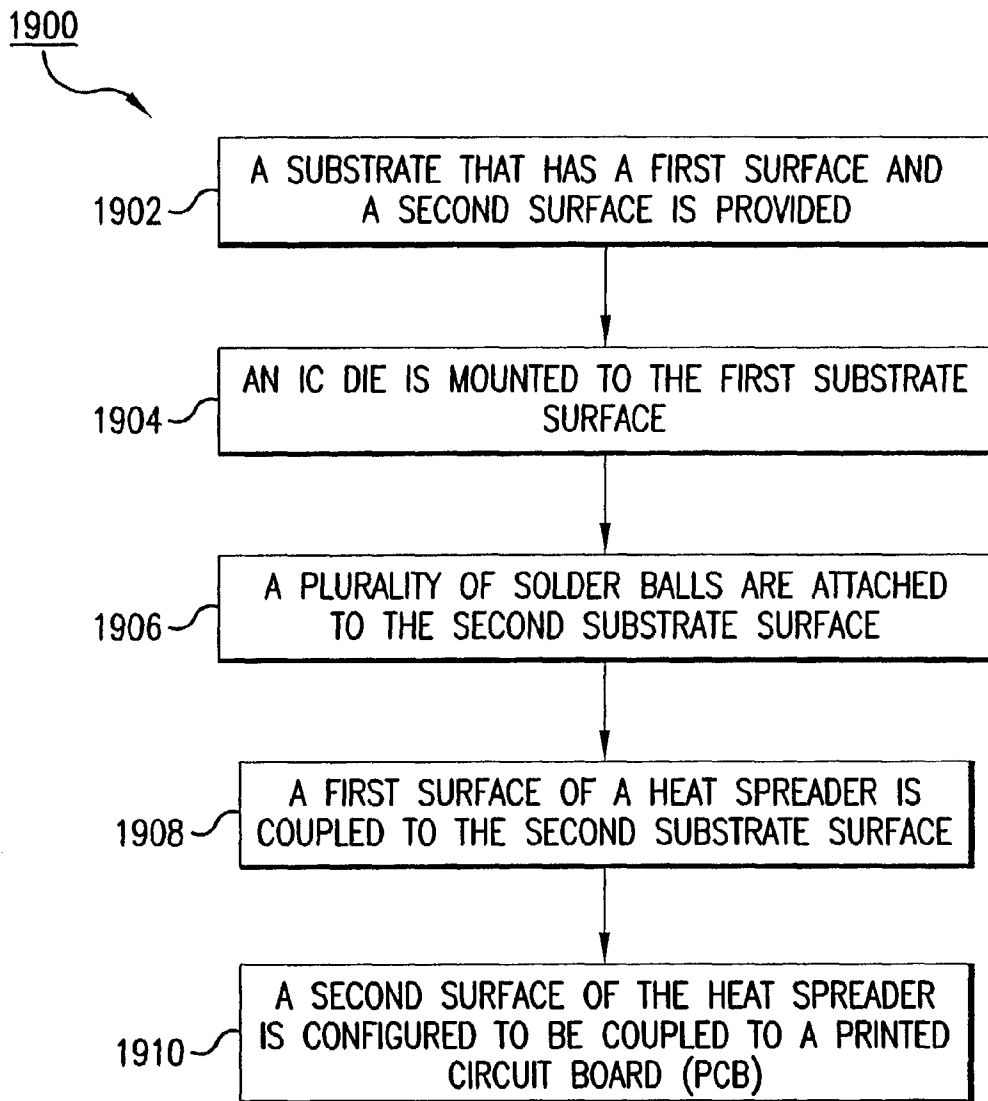 1900
A SUBSTRATE THAT HAS A FIRST SURFACE AND
A SECOND SURFACE IS PROVIDED
1902
AN IC DIE IS MOUNTED TO THE FIRST SUBSTRATE
SURFACE
1904
A PLURALITY OF SOLDER BALLS ARE ATTACHED
TO THE SECOND SUBSTRATE SURFACE
1906
A FIRST SURFACE OF A HEAT SPREADER IS
COUPLED TO THE SECOND SUBSTRATE SURFACE
1908
A SECOND SURFACE OF THE HEAT SPREADER
IS CONFIGURED TO BE COUPLED TO A PRINTED
CIRCUIT BOARD (PCB)
1910